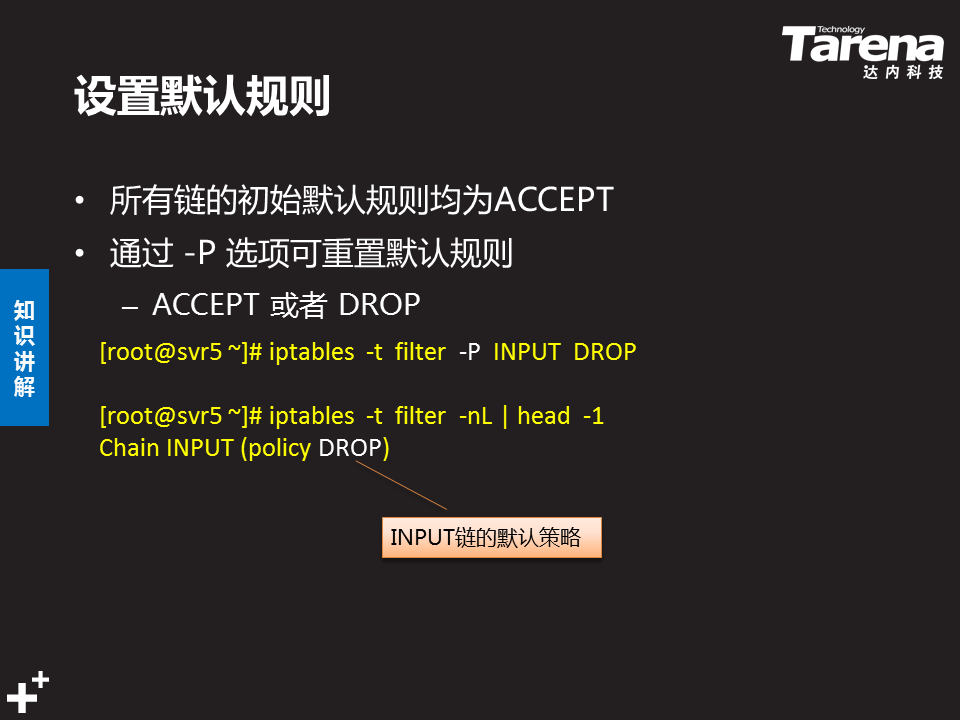 Technology
Tarena
达内科技
设置默认规则
• 所有链的初始默认规则均为ACCEPT
• 通过 -P 选项可重置默认规则
– ACCEPT 或者 DROP
知识讲解
[root@svr5 ~]# iptables -t filter -P INPUT DROP
[root@svr5 ~]# iptables -t filter -nL | head -1
Chain INPUT (policy DROP)
INPUT链的默认策略